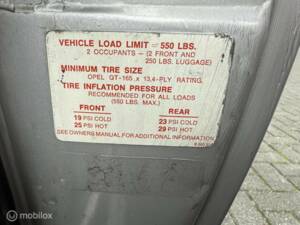 VEHICLE LOAD LIMIT = 550 LBS.
2 OCCUPANTS - (2 FRONT AND
250 LBS. LUGGAGE)
MINIMUM TIRE SIZE
OPEL GT-165 x 13,4-PLY RATING.
TIRE INFLATION PRESSURE
RECOMMENDED FOR ALL LOADS
(550 LBS. MAX.)
FRONT REAR
19 PSI COLD 23 PSI COLD
25 PSI HOT 29 PSI HOT
SEE OWNERS MANUAL FOR ADDITIONAL INFORMATION
mobilox